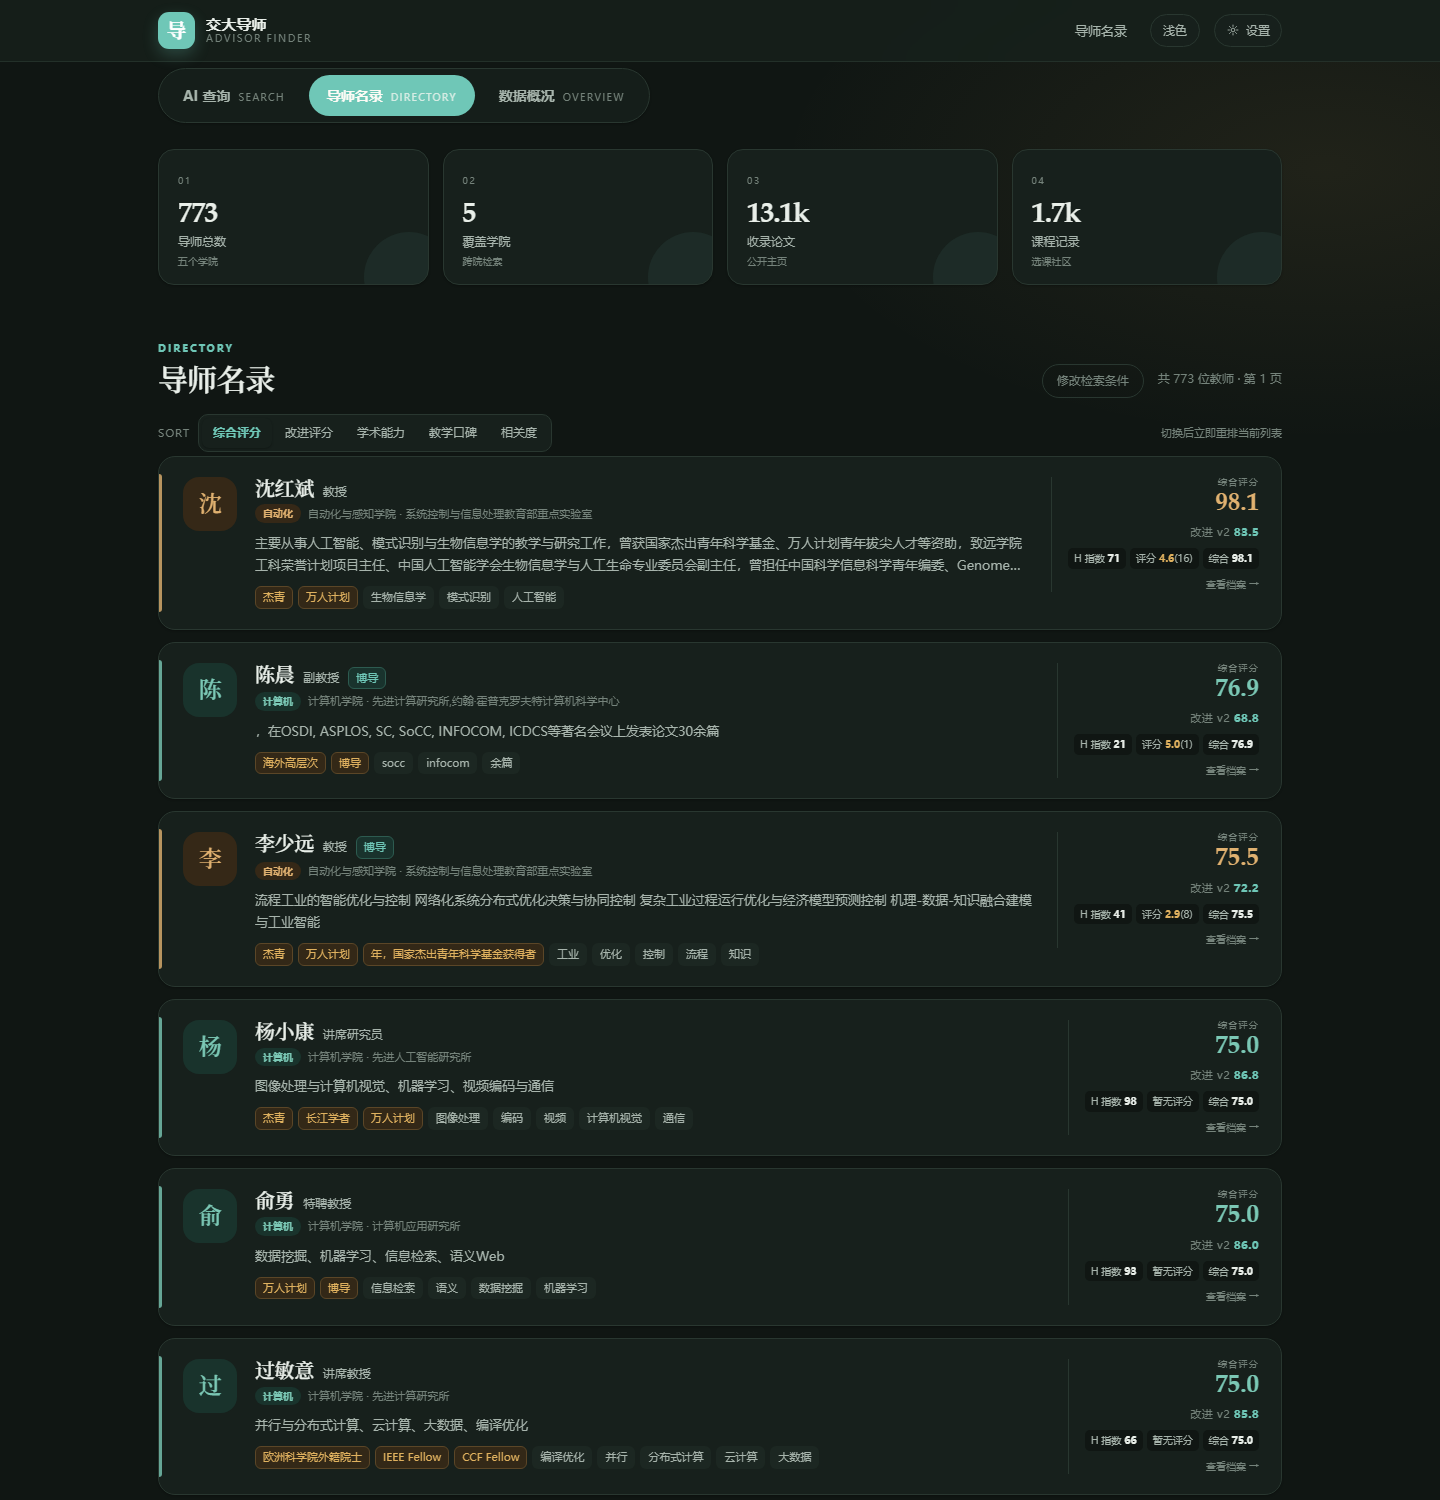 导
交大导师
ADVISOR FINDER
导师名录
浅色
设置
AI 查询 SEARCH
导师名录 DIRECTORY
数据概况 OVERVIEW
01
773
导师总数
五个学院
02
5
覆盖学院
跨院检索
03
13.1k
收录论文
公开主页
04
1.7k
课程记录
选课社区
DIRECTORY
导师名录
修改检索条件
共 773 位教师 · 第 1 页
SORT
综合评分
改进评分
学术能力
教学口碑
相关度
切换后立即重排当前列表
沈
沈红斌 教授
自动化 自动化与感知学院 · 系统控制与信息处理教育部重点实验室
主要从事人工智能、模式识别与生物信息学的教学与研究工作，曾获国家杰出青年科学基金、万人计划青年拔尖人才等资助，致远学院
工科荣誉计划项目主任、中国人工智能学会生物信息学与人工生命专业委员会副主任，曾担任中国科学信息科学青年编委、Genome...
杰青 万人计划 生物信息学 模式识别 人工智能
综合评分
98.1
改进 v2 83.5
H 指数 71 评分 4.6(16) 综合 98.1
查看档案 →
陈
陈晨 副教授 博导
计算机 计算机学院 · 先进计算研究所,约翰·霍普克罗夫特计算机科学中心
，在OSDI, ASPLOS, SC, SoCC, INFOCOM, ICDCS等著名会议上发表论文30余篇
海外高层次 博导 socc infocom 余篇
综合评分
76.9
改进 v2 68.8
H 指数 21 评分 5.0(1) 综合 76.9
查看档案 →
李
李少远 教授 博导
自动化 自动化与感知学院 · 系统控制与信息处理教育部重点实验室
流程工业的智能优化与控制 网络化系统分布式优化决策与协同控制 复杂工业过程运行优化与经济模型预测控制 机理-数据-知识融合建模
与工业智能
杰青 万人计划 年，国家杰出青年科学基金获得者 工业 优化 控制 流程 知识
综合评分
75.5
改进 v2 72.2
H 指数 41 评分 2.9(8) 综合 75.5
查看档案 →
杨
杨小康 讲席研究员
计算机 计算机学院 · 先进人工智能研究所
图像处理与计算机视觉、机器学习、视频编码与通信
杰青 长江学者 万人计划 图像处理 编码 视频 计算机视觉 通信
综合评分
75.0
改进 v2 86.8
H 指数 98 暂无评分 综合 75.0
查看档案 →
俞
俞勇 特聘教授
计算机 计算机学院 · 计算机应用研究所
数据挖掘、机器学习、信息检索、语义Web
万人计划 博导 信息检索 语义 数据挖掘 机器学习
综合评分
75.0
改进 v2 86.0
H 指数 93 暂无评分 综合 75.0
查看档案 →
过
过敏意 讲席教授
计算机 计算机学院 · 先进计算研究所
并行与分布式计算、云计算、大数据、编译优化
欧洲科学院外籍院士 IEEE Fellow CCF Fellow 编译优化 并行 分布式计算 云计算 大数据
综合评分
75.0
改进 v2 85.8
H 指数 66 暂无评分 综合 75.0
查看档案 →